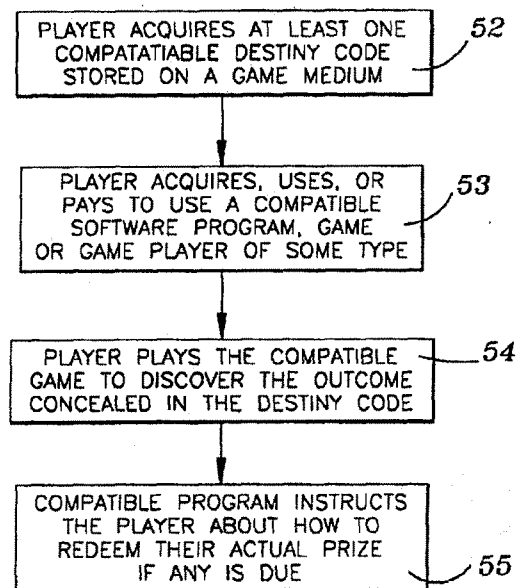 PLAYER ACQUIRES AT LEAST ONE
COMPATATIABLE DESTINY CODE
STORED ON A GAME MEDIUM
52
PLAYER ACQUIRES, USES, OR
PAYS TO USE A COMPATIBLE
SOFTWARE PROGRAM, GAME
OR GAME PLAYER OF SOME TYPE
53
PLAYER PLAYS THE COMPATIBLE
GAME TO DISCOVER THE OUTCOME
CONCEALED IN THE DESTINY CODE
54
COMPATIBLE PROGRAM INSTRUCTS
THE PLAYER ABOUT HOW TO
REDEEM THEIR ACTUAL PRIZE
IF ANY IS DUE
55